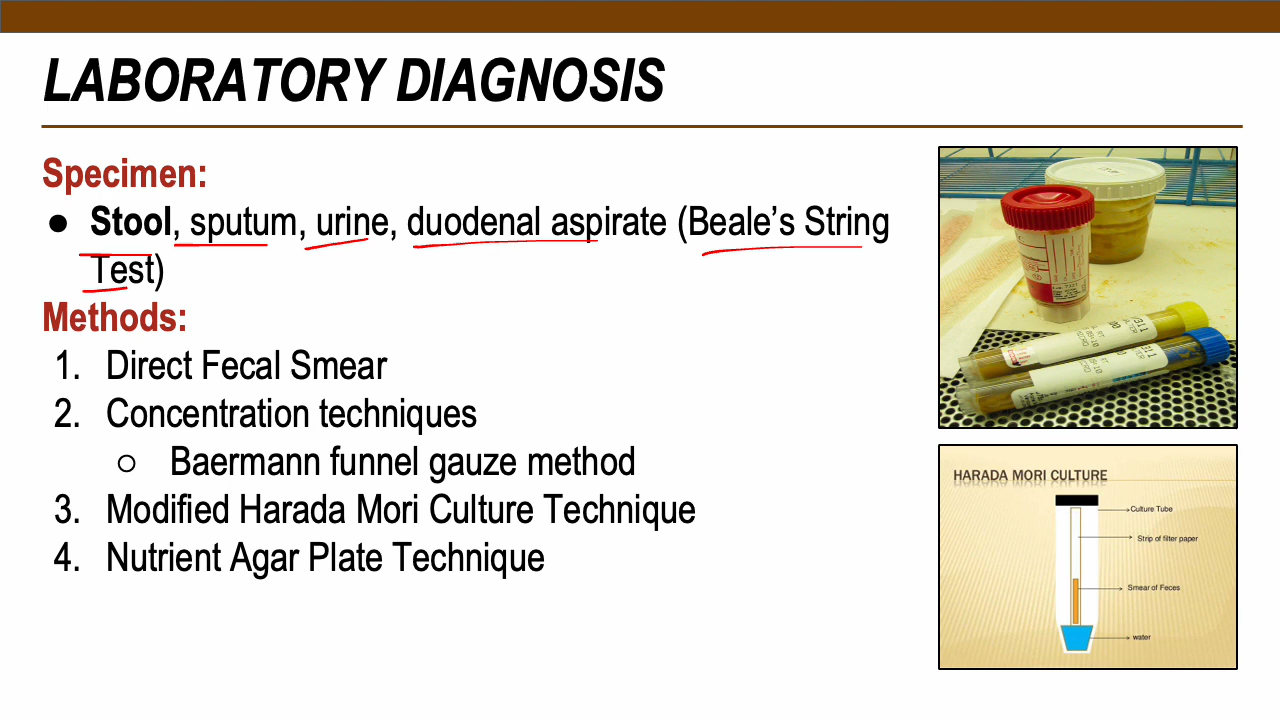 LABORATORY DIAGNOSIS
Specimen:
● Stool, sputum, urine, duodenal aspirate (Beale's String
Test)
Methods:
1. Direct Fecal Smear
2. Concentration techniques
○ Baermann funnel gauze method
3. Modified Harada Mori Culture Technique
4. Nutrient Agar Plate Technique
HARADA MORI CULTURE
Culture Tube
Strip of filter paper
Smear of Feces
water